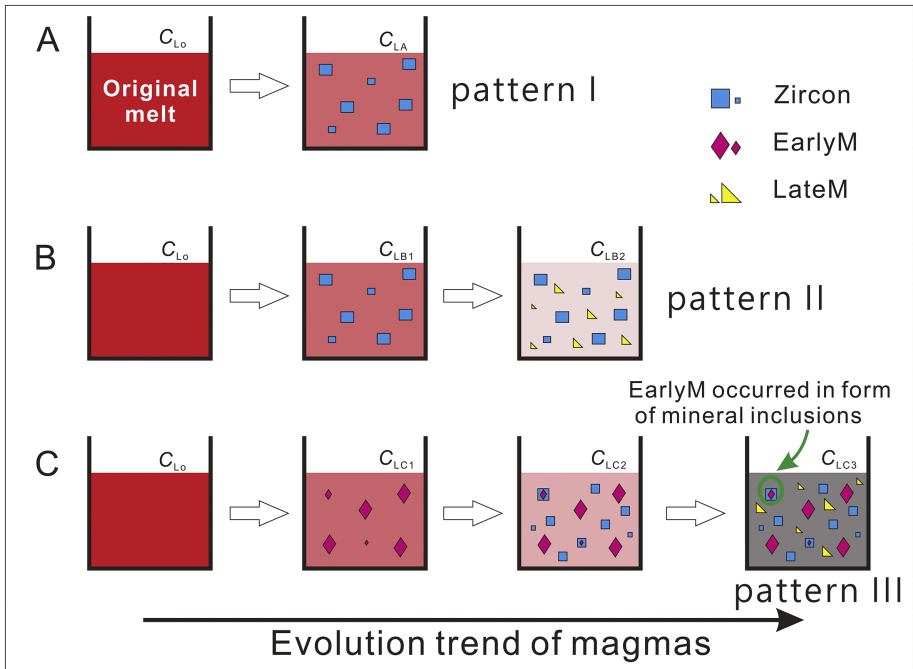 A
C_Lo
C_LA
Original
melt
pattern I
Zircon
EarlyM
LateM
B
C_Lo
C_LB1
C_LB2
pattern II
EarlyM occurred in form
of mineral inclusions
C
C_Lo
C_LC1
C_LC2
C_LC3
pattern III
Evolution trend of magmas